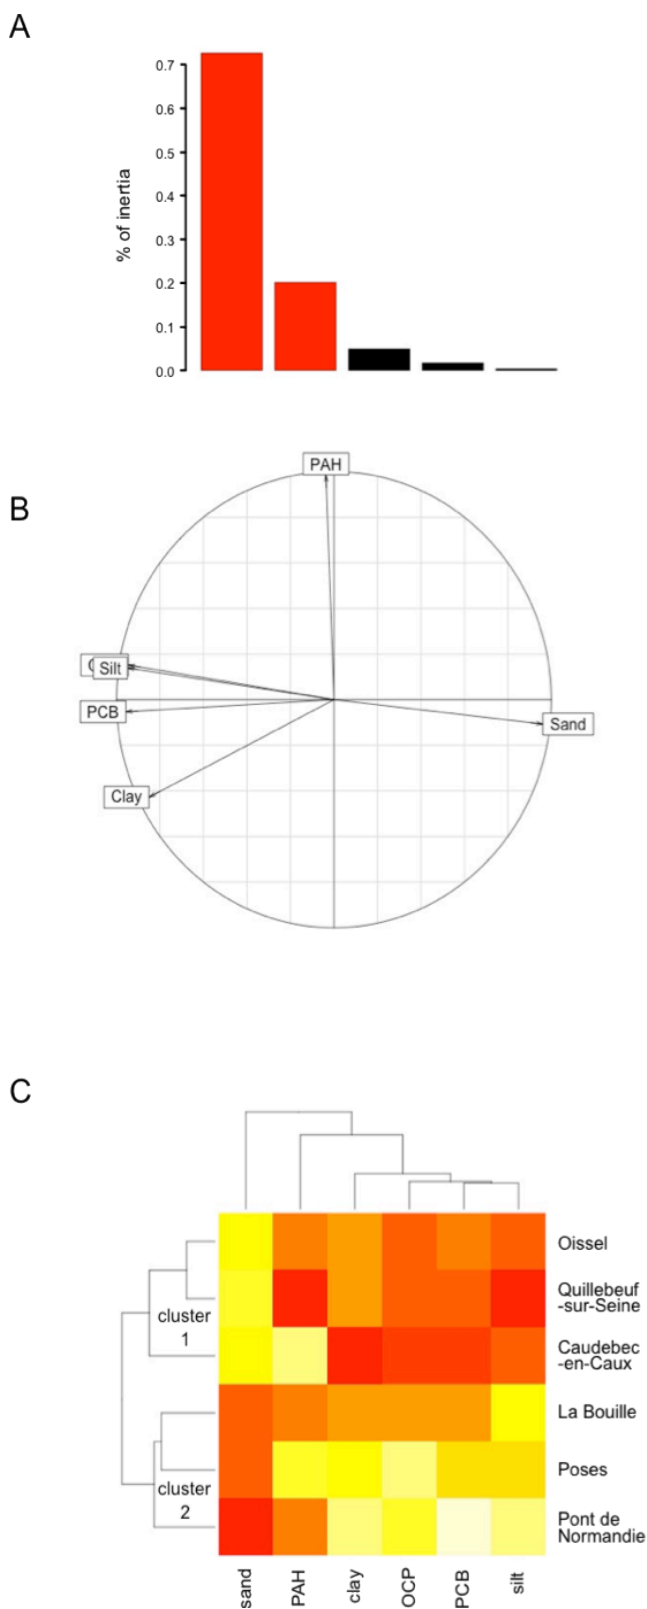 A
% of inertia
0.7
0.6
0.5
0.4
0.3
0.2
0.1
0.0
B
PAH
Silt
PCB
Clay
Sand
C
cluster
1
cluster
2
Oissel
Quillebeuf
-sur-Seine
Caudebec
-en-Caux
La Bouille
Poses
Pont de
Normandie
sand
PAH
clay
OCP
PCB
silt